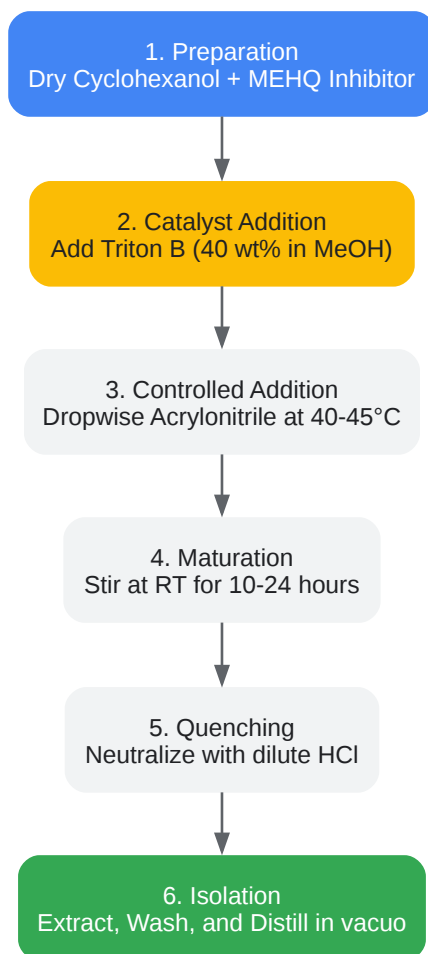 1. Preparation
Dry Cyclohexanol + MEHQ Inhibitor
2. Catalyst Addition
Add Triton B (40 wt% in MeOH)
3. Controlled Addition
Dropwise Acrylonitrile at 40-45°C
4. Maturation
Stir at RT for 10-24 hours
5. Quenching
Neutralize with dilute HCl
6. Isolation
Extract, Wash, and Distill in vacuo